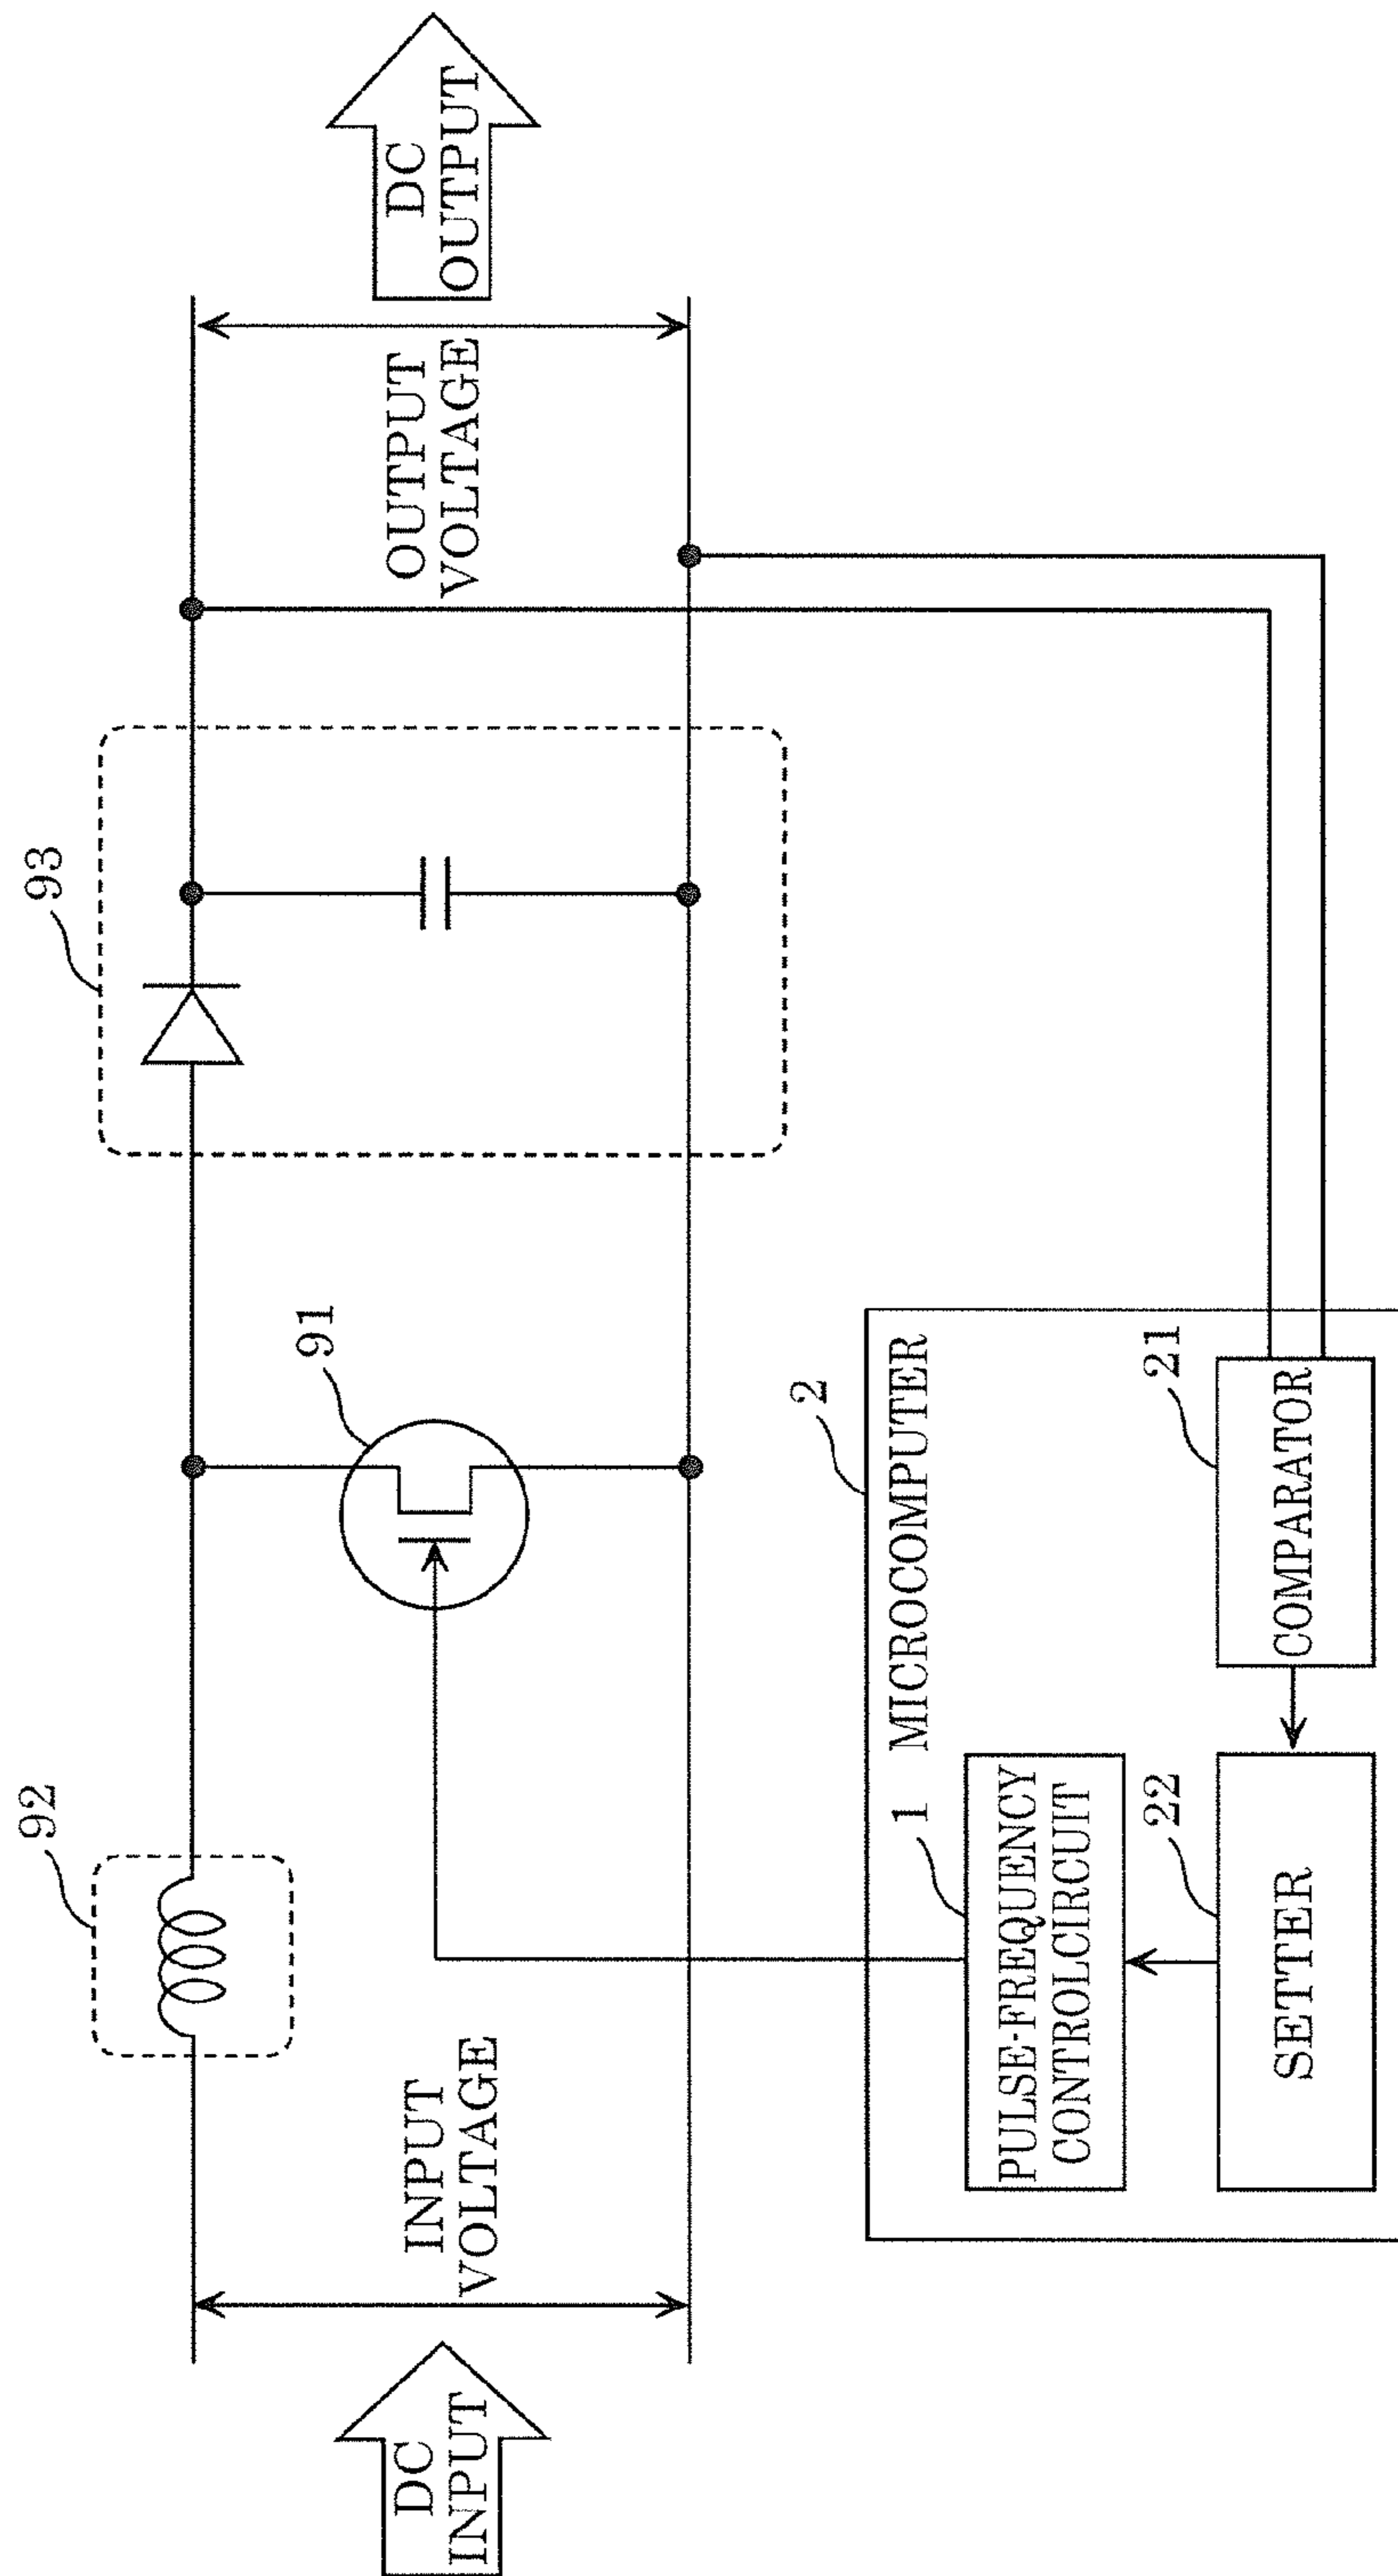 92
91
93
DC
INPUT
INPUT
VOLTAGE
OUTPUT
VOLTAGE
DC
OUTPUT
2
MICROCOMPUTER
1
PULSE-FREQUENCY
CONTROLCIRCUIT
22
SETTER
21
COMPARATOR